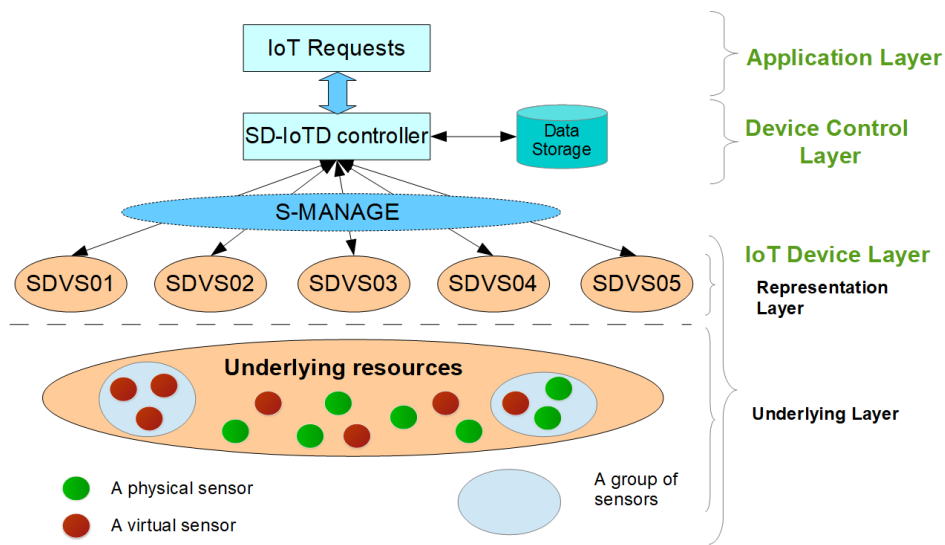 IoT Requests
Application Layer
SD-IoTD controller
Data
Storage
Device Control
Layer
S-MANAGE
IoT Device Layer
SDVS01
SDVS02
SDVS03
SDVS04
SDVS05
Representation
Layer
Underlying resources
Underlying Layer
A physical sensor
A virtual sensor
A group of
sensors